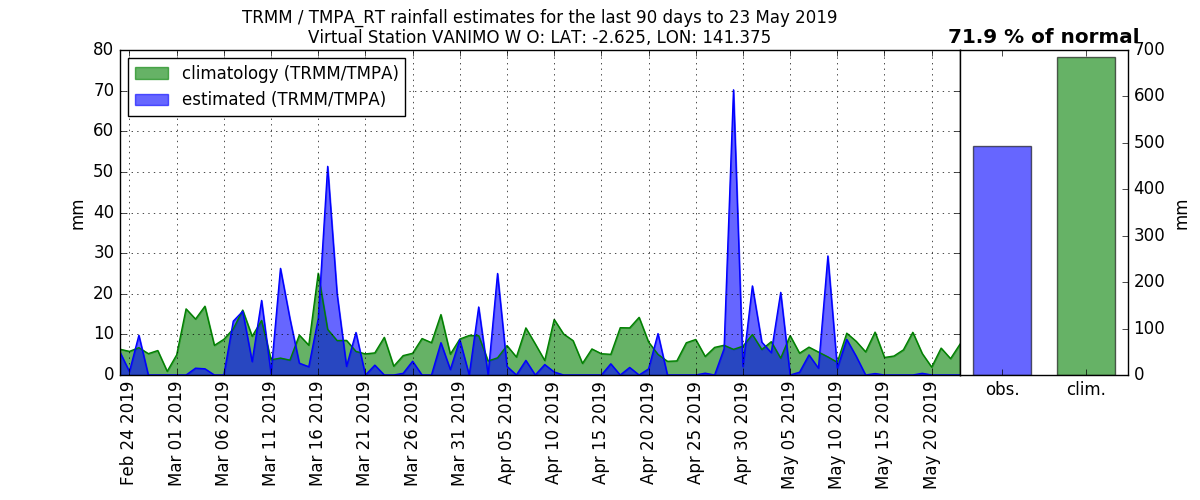 TRMM / TMPA_RT rainfall estimates for the last 90 days to 23 May 2019
Virtual Station VANIMO W O: LAT: -2.625, LON: 141.375
71.9 % of normal
climatology (TRMM/TMPA)
estimated (TRMM/TMPA)
80
70
60
50
40
30
20
10
0
mm
Feb 24 2019
Mar 01 2019
Mar 06 2019
Mar 11 2019
Mar 16 2019
Mar 21 2019
Mar 26 2019
Mar 31 2019
Apr 05 2019
Apr 10 2019
Apr 15 2019
Apr 20 2019
Apr 25 2019
Apr 30 2019
May 05 2019
May 10 2019
May 15 2019
May 20 2019
700
600
500
400
300
200
100
0
mm
obs.
clim.